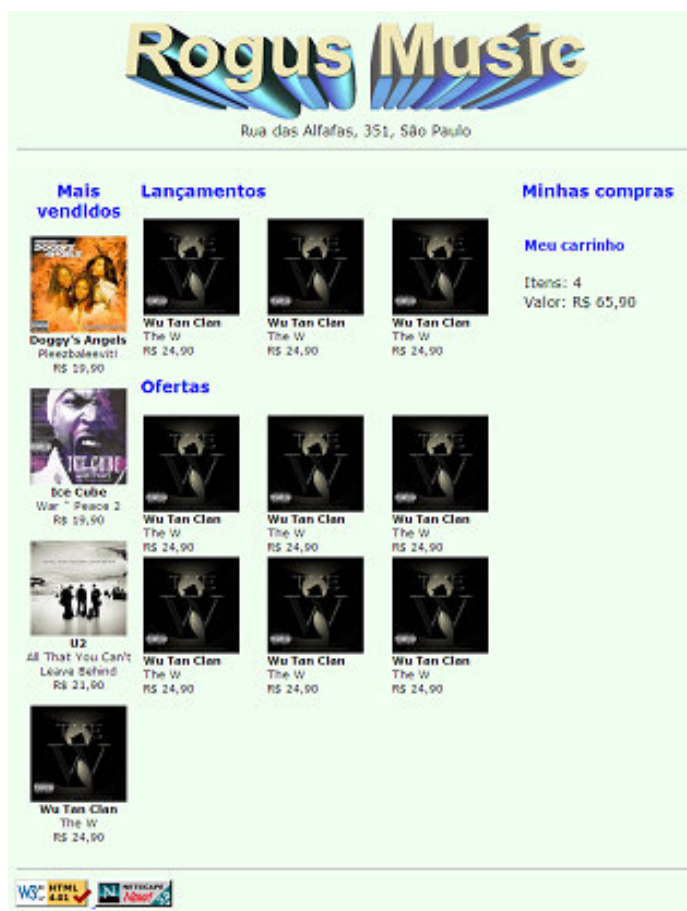 Rogus Music
Rua das Alfafas, 351, São Paulo
Mais
vendidos
Doggy's Angels
Pleezbaleevit!
R$ 19,90
Ice Cube
War ~ Peace 2
R$ 19,90
U2
All That You Can't
Leave Behind
R$ 21,90
Wu Tan Clan
The W
R$ 24,90
Lançamentos
Wu Tan Clan
The W
R$ 24,90
Wu Tan Clan
The W
R$ 24,90
Wu Tan Clan
The W
R$ 24,90
Ofertas
Wu Tan Clan
The W
R$ 24,90
Wu Tan Clan
The W
R$ 24,90
Wu Tan Clan
The W
R$ 24,90
Wu Tan Clan
The W
R$ 24,90
Wu Tan Clan
The W
R$ 24,90
Wu Tan Clan
The W
R$ 24,90
Minhas compras
Meu carrinho
Itens: 4
Valor: R$ 65,90
W3C HTML
4.01
NETSCAPE
Now!